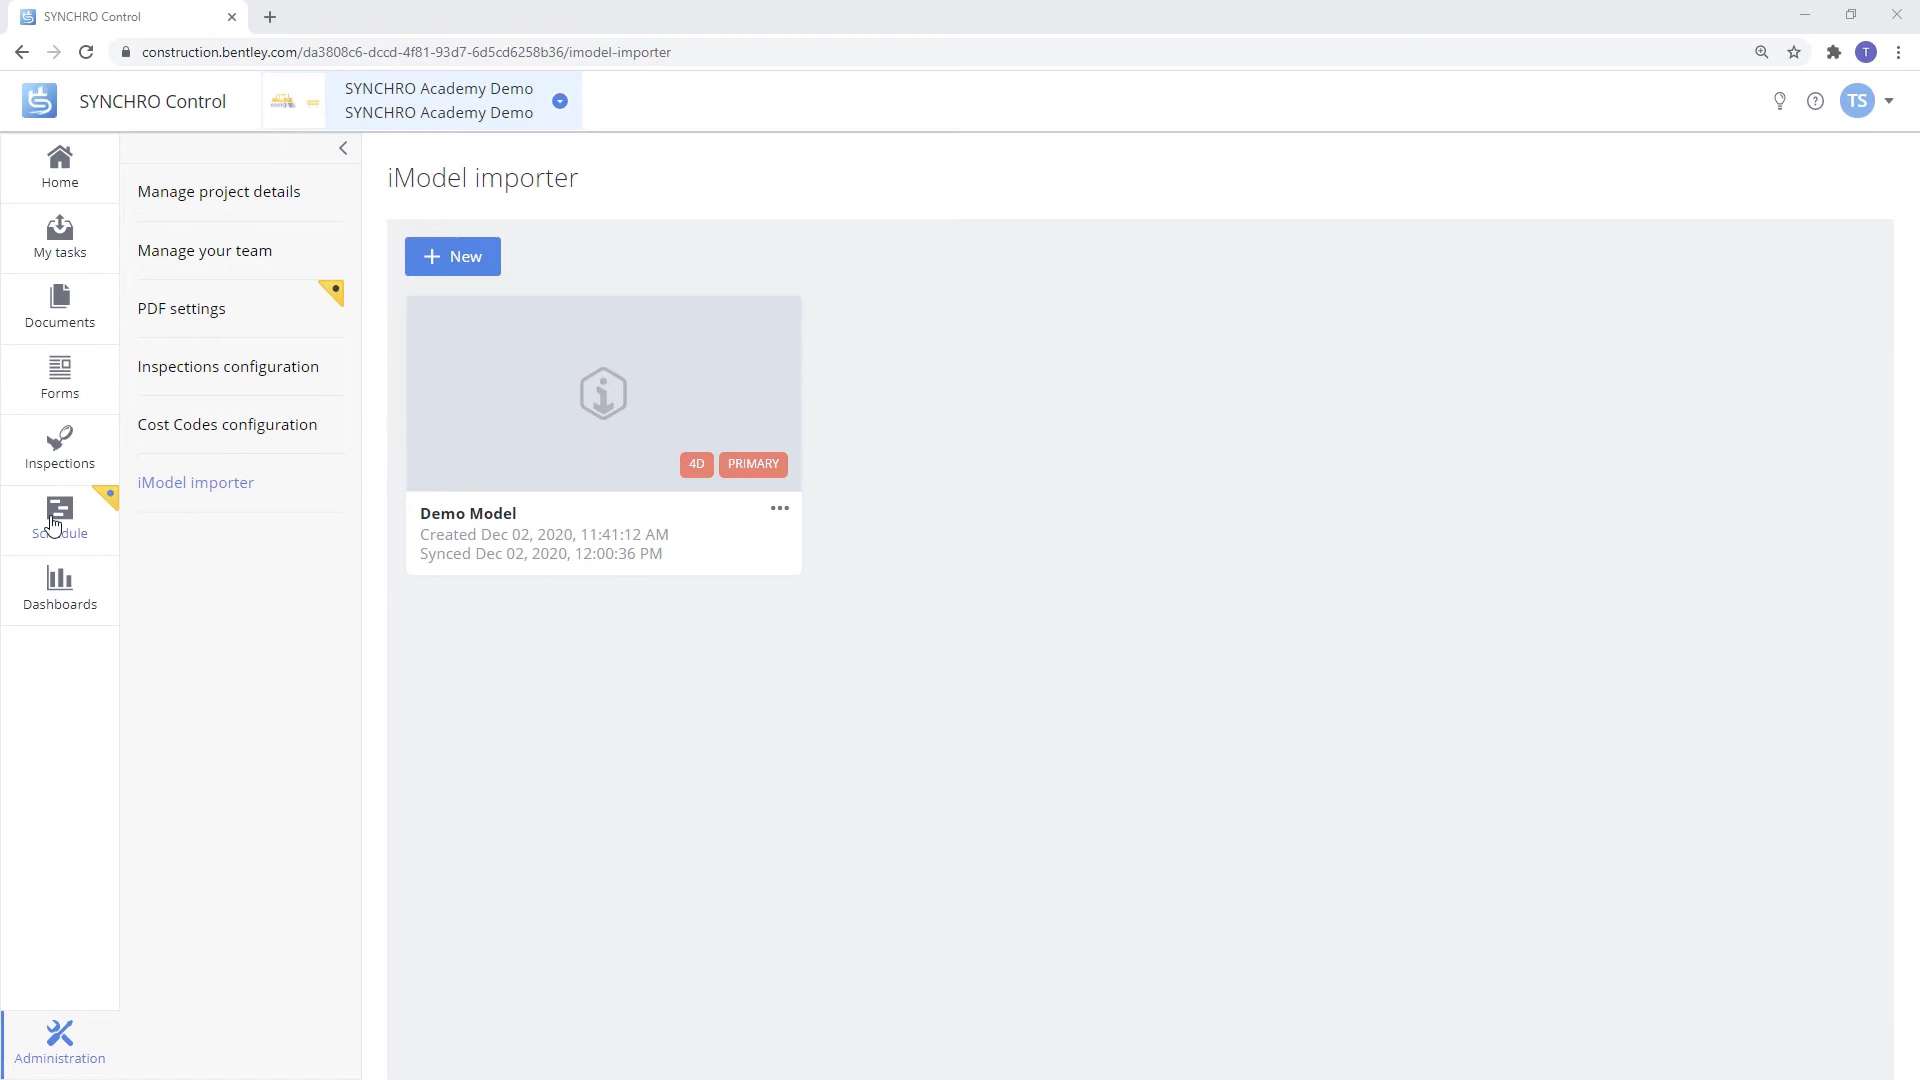 SYNCHRO Control
construction.bentley.com/da3808c6-dccd-4f81-93d7-6d5cd6258b36/imodel-importer
T
SYNCHRO Control
SYNCHRO Academy Demo
SYNCHRO Academy Demo
TS
Home
My tasks
Documents
Forms
Inspections
Schedule
Dashboards
Administration
Manage project details
Manage your team
PDF settings
Inspections configuration
Cost Codes configuration
iModel importer
iModel importer
+ New
4D PRIMARY
Demo Model
Created Dec 02, 2020, 11:41:12 AM
Synced Dec 02, 2020, 12:00:36 PM